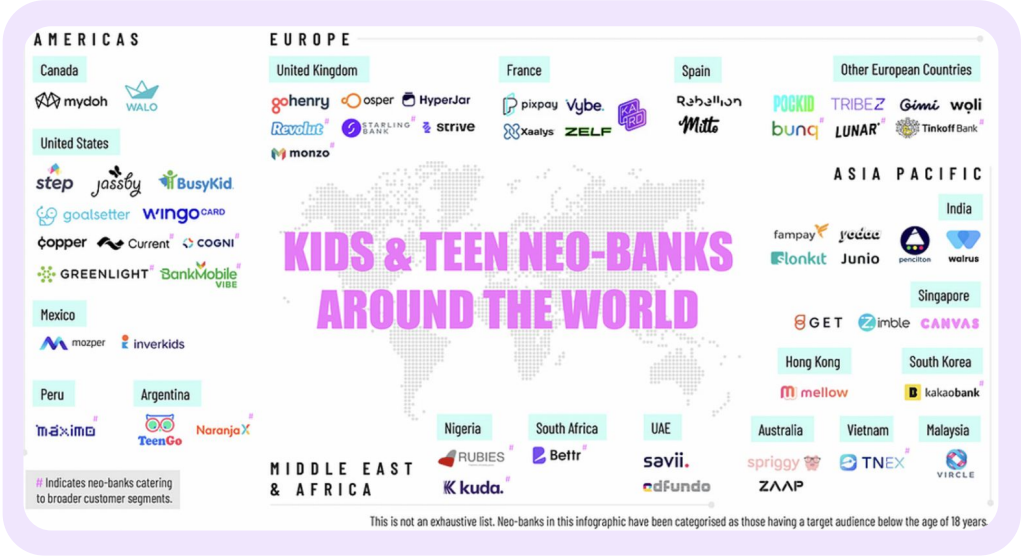 AMERICAS
Canada
mydoh
WALO
United States
step
jassby
BusyKid
goalsetter
WINGO CARD
Copper
Current#
COGNI#
GREENLIGHT#
BankMobile#
VIBE
Mexico
mozper
inverkids
Peru
máximo#
Argentina
TeenGo
Naranja X#
# Indicates neo-banks catering
to broader customer segments.
EUROPE
United Kingdom
gohenry
osper
HyperJar
Revolut#
STARLING BANK#
strive
monzo#
France
pixpay
Vybe.
KARD
Xaalys
ZELF
Spain
Rebellion
Mitto
Other European Countries
POCKID
TRIBEZ
Gimi
woli
bunq#
LUNAR#
Tinkoff Bank#
KIDS & TEEN NEO-BANKS
AROUND THE WORLD
ASIA PACIFIC
India
fampay
yodaa
pencilton
walrus
Slonkit
Junio
Singapore
GET
Zimble
CANVAS
Hong Kong
mellow
South Korea
kakaobank#
Australia
spriggy
ZAAP
Vietnam
TNEX#
Malaysia
VIRCLE
MIDDLE EAST
& AFRICA
Nigeria
RUBIES#
kuda.#
South Africa
Bettr#
UAE
savii.
edfundo
This is not an exhaustive list. Neo-banks in this infographic have been categorised as those having a target audience below the age of 18 years.